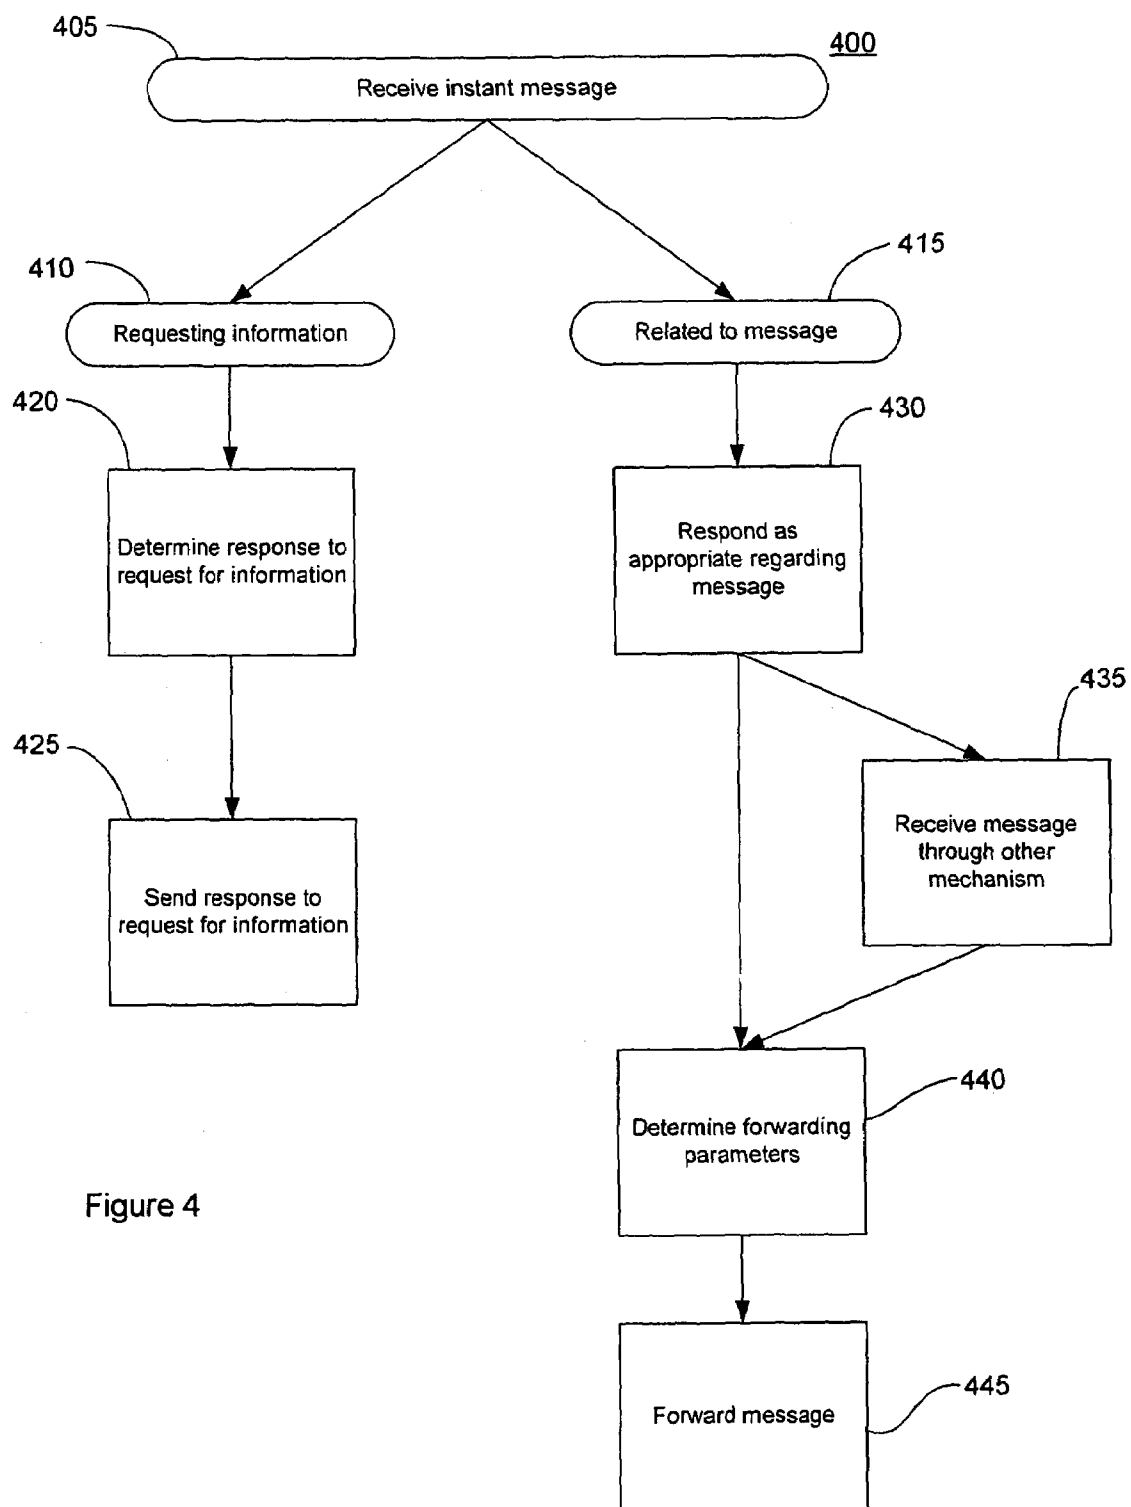 405
400
Receive instant message
415
410
Requesting information
Related to message
420
430
Determine response to
request for information
Respond as
appropriate regarding
message
435
425
Receive message
through other
mechanism
Send response to
request for information
440
Determine forwarding
parameters
Figure 4
445
Forward message